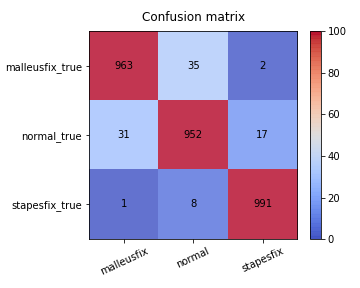 Confusion matrix
malleusfix_true 963 35 2
normal_true 31 952 17
stapesfix_true 1 8 991
malleusfix normal stapesfix
100
80
60
40
20
0